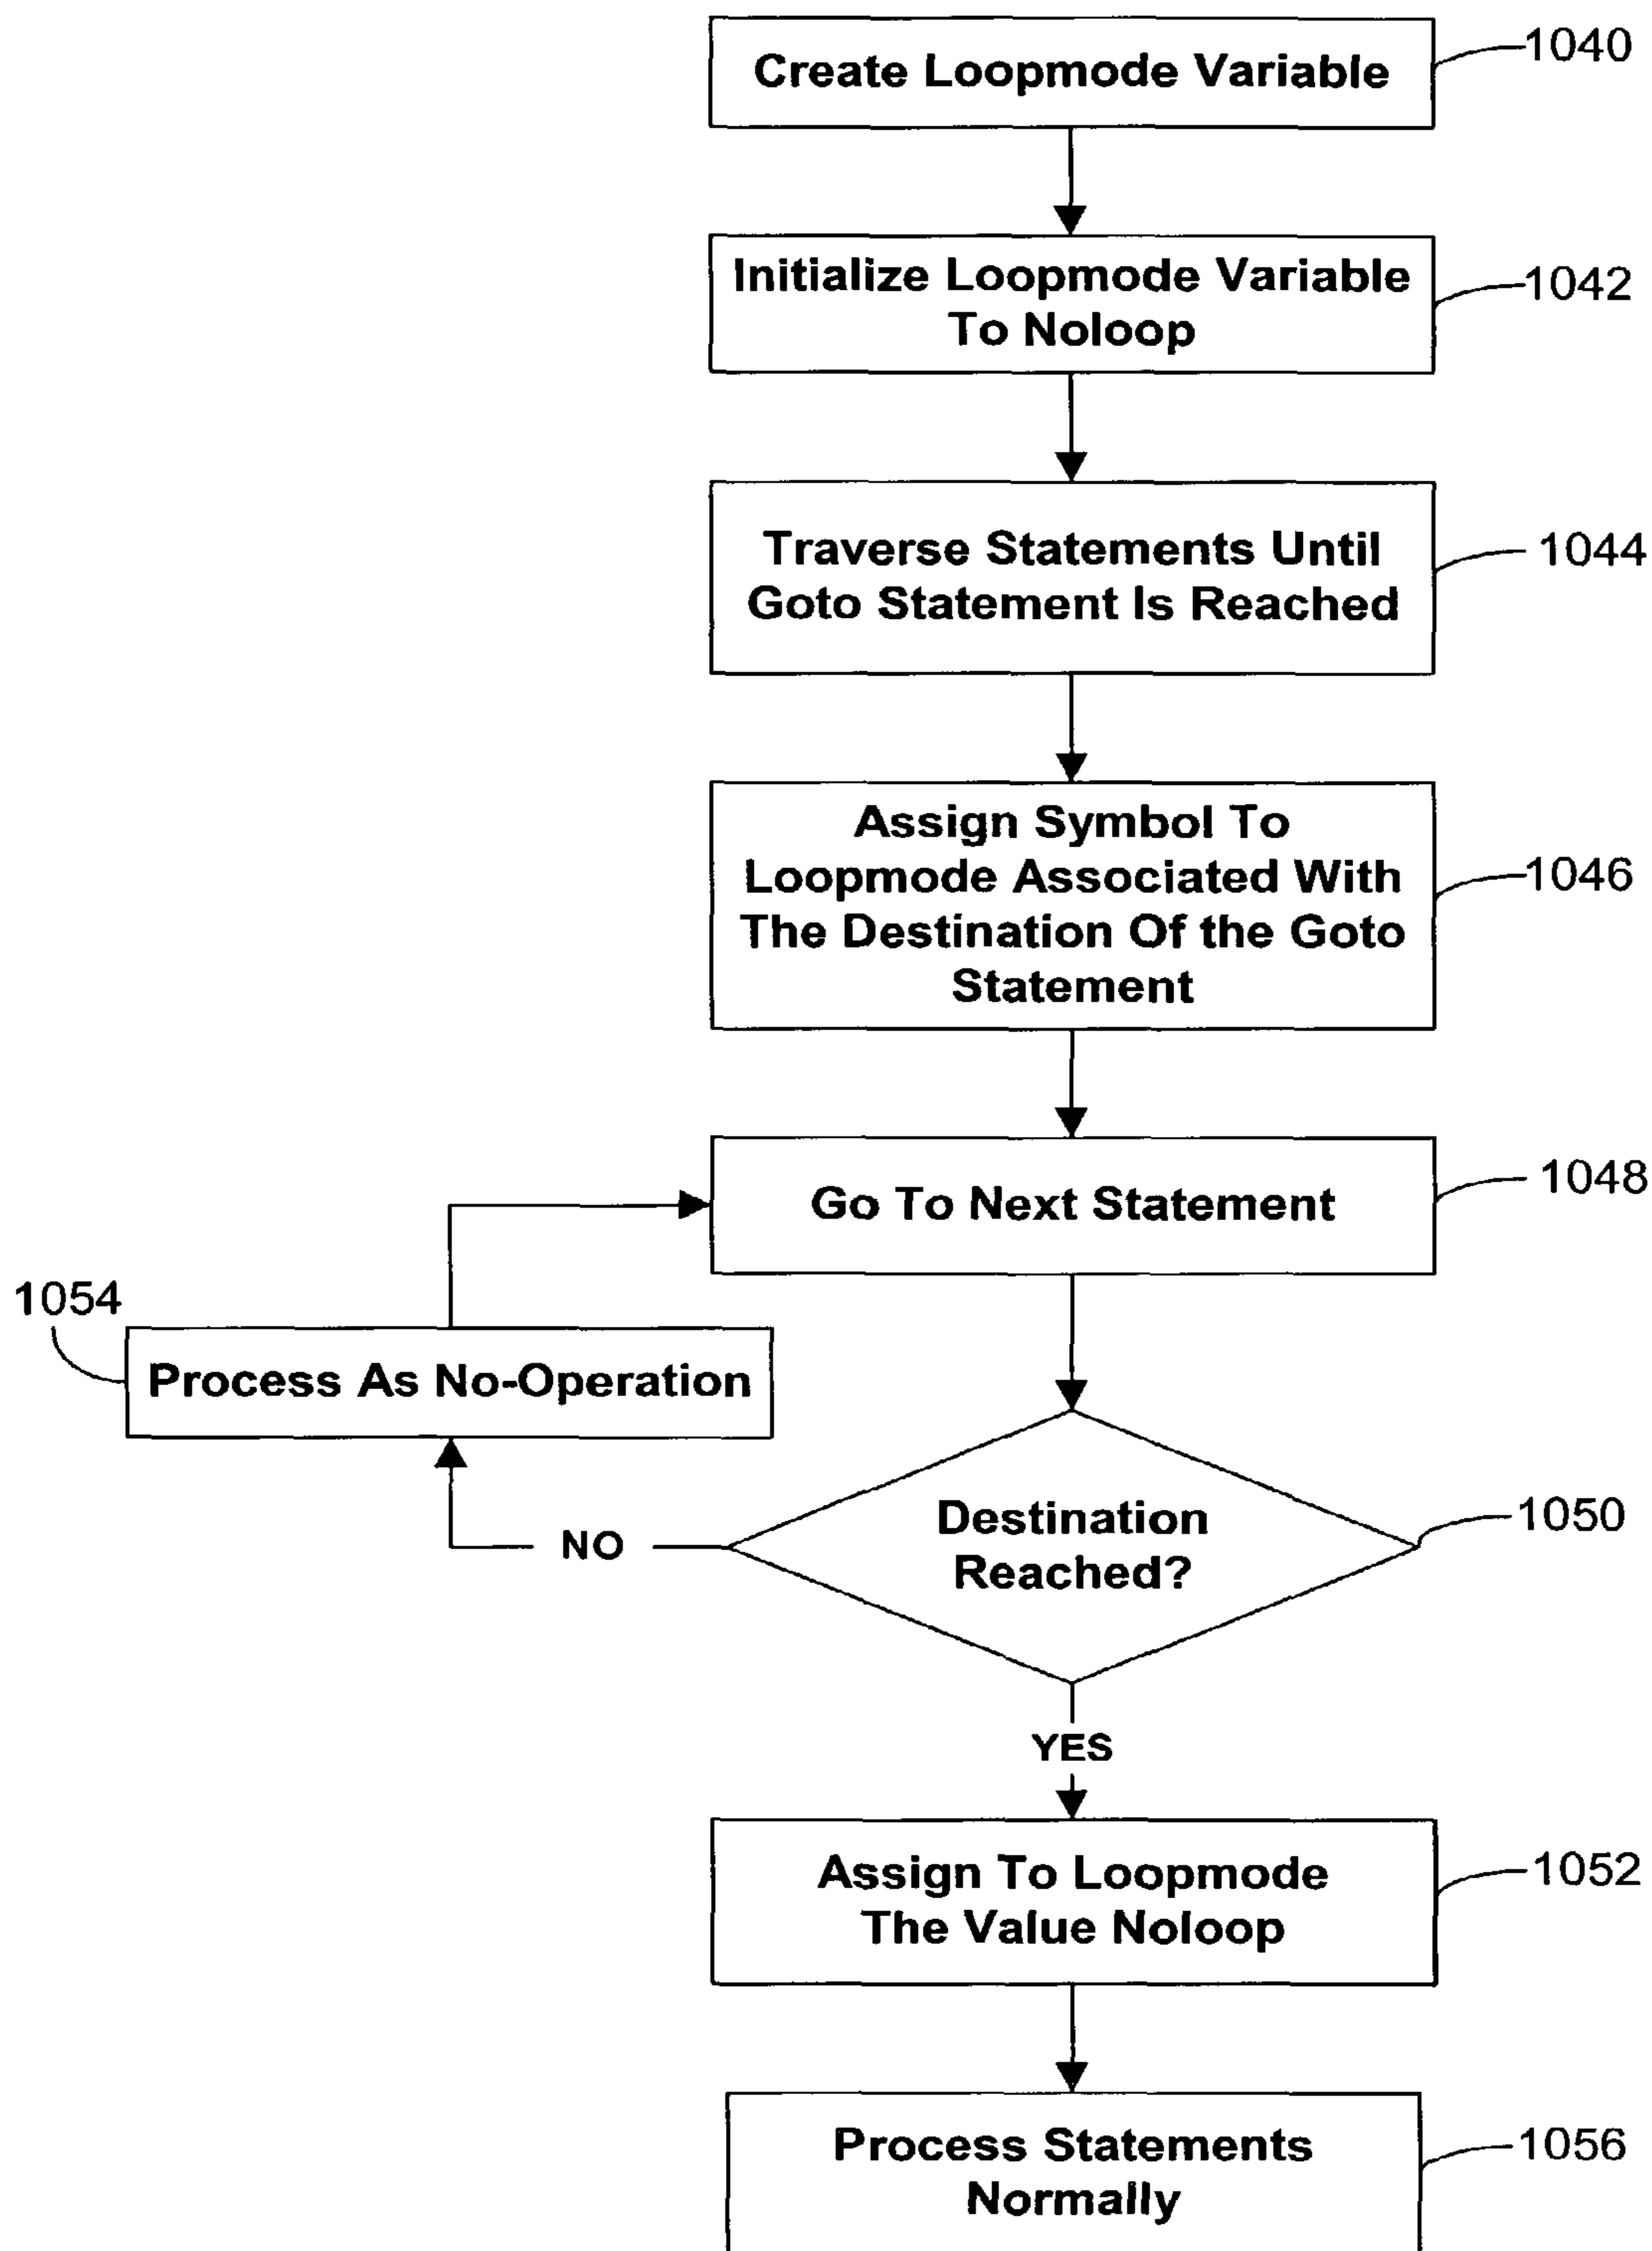 Create Loopmode Variable
1040
Initialize Loopmode Variable
To Noloop
1042
Traverse Statements Until
Goto Statement Is Reached
1044
Assign Symbol To
Loopmode Associated With
The Destination Of the Goto
Statement
1046
Go To Next Statement
1048
1054
Process As No-Operation
Destination
Reached?
1050
NO
YES
Assign To Loopmode
The Value Noloop
1052
Process Statements
Normally
1056